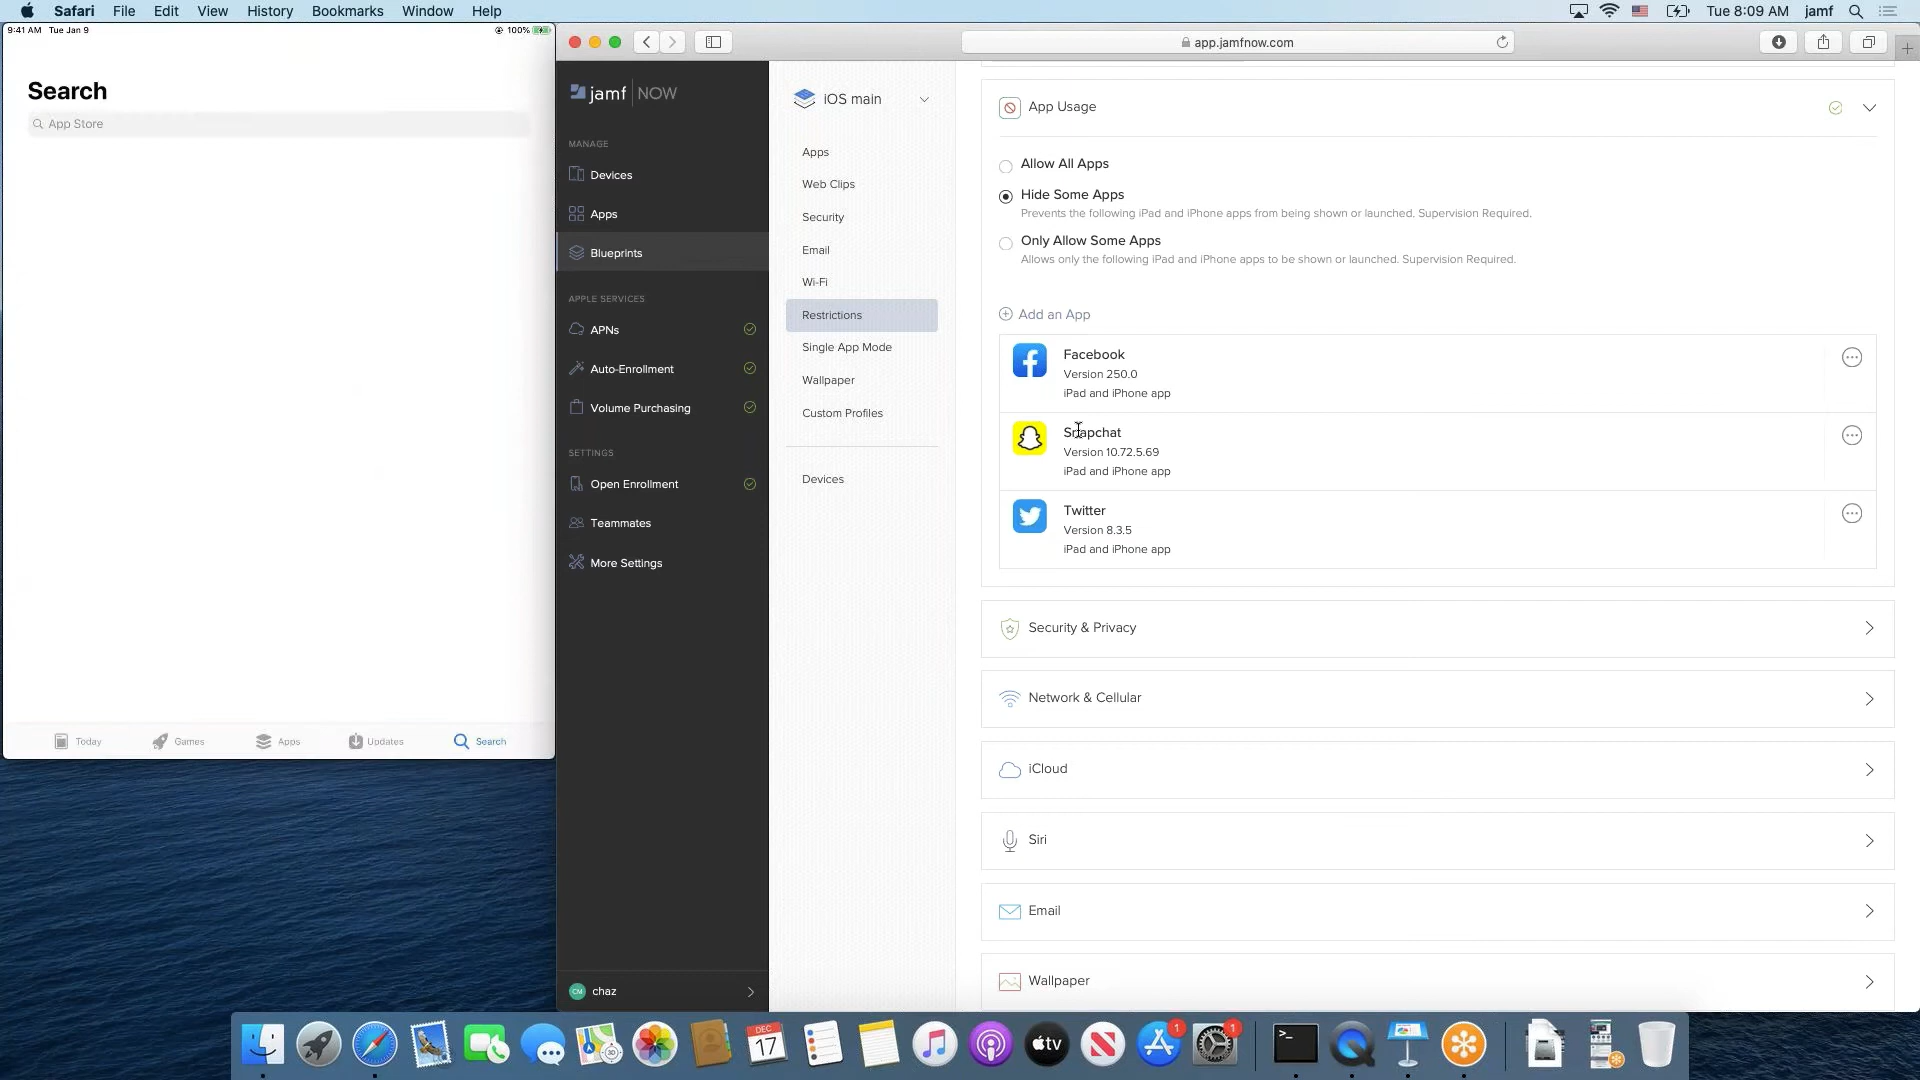 Safari File Edit View History Bookmarks Window Help
Tue 8:09 AM jamf
9:41 AM Tue Jan 9
100%
Search
App Store
Today
Games
Apps
Updates
Search
app.jamfnow.com
jamf NOW
MANAGE
Devices
Apps
Blueprints
APPLE SERVICES
APNs
Auto-Enrollment
Volume Purchasing
SETTINGS
Open Enrollment
Teammates
More Settings
CM chaz
iOS main
Apps
Web Clips
Security
Email
Wi-Fi
Restrictions
Single App Mode
Wallpaper
Custom Profiles
Devices
App Usage
Allow All Apps
Hide Some Apps
Prevents the following iPad and iPhone apps from being shown or launched. Supervision Required.
Only Allow Some Apps
Allows only the following iPad and iPhone apps to be shown or launched. Supervision Required.
Add an App
Facebook
Version 250.0
iPad and iPhone app
Snapchat
Version 10.72.5.69
iPad and iPhone app
Twitter
Version 8.3.5
iPad and iPhone app
Security & Privacy
Network & Cellular
iCloud
Siri
Email
Wallpaper
DEC
17
3D
tv
1
1
>_